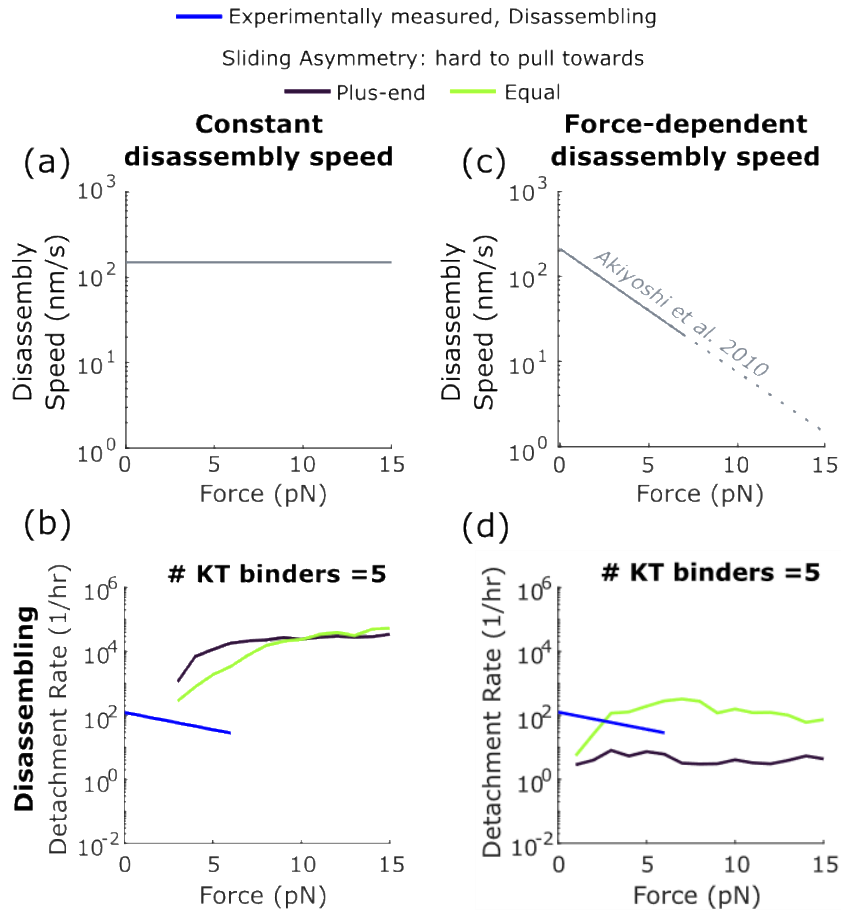 Experimentally measured, Disassembling
Sliding Asymmetry: hard to pull towards
Plus-end Equal
Constant
disassembly speed
(a)
10^3
10^2
10^1
10^0
Disassembly
Speed (nm/s)
0 5 10 15
Force (pN)
Force-dependent
disassembly speed
(c)
10^3
10^2
10^1
10^0
Disassembly
Speed (nm/s)
Akiyoshi et al. 2010
0 5 10 15
Force (pN)
(b)
# KT binders =5
10^6
10^4
10^2
10^0
10^-2
Disassembling
Detachment Rate (1/hr)
0 5 10 15
Force (pN)
(d)
# KT binders =5
10^6
10^4
10^2
10^0
10^-2
Detachment Rate (1/hr)
0 5 10 15
Force (pN)